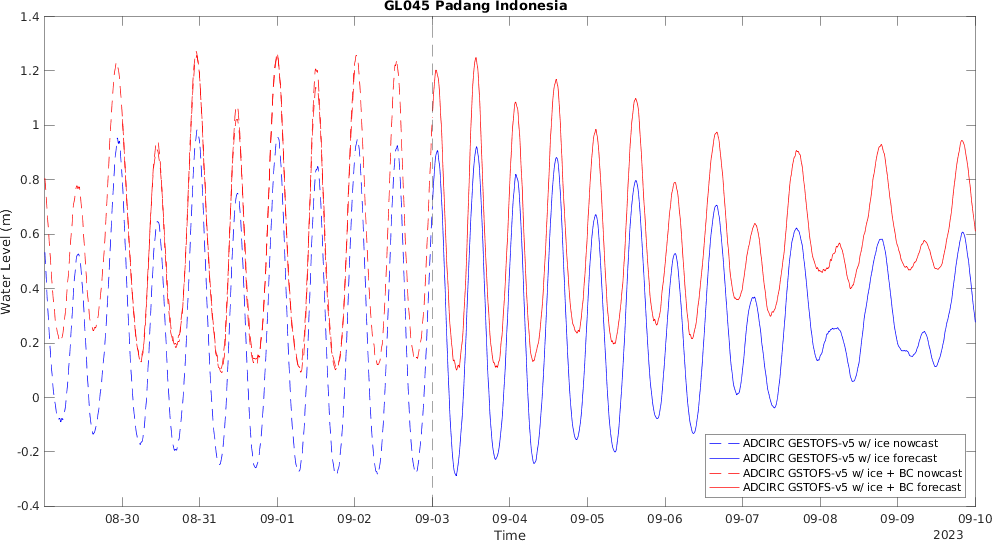 GL045 Padang Indonesia
1.4
1.2
1
0.8
0.6
0.4
0.2
0
-0.2
-0.4
Water Level (m)
ADCIRC GESTOFS-v5 w/ ice nowcast
ADCIRC GESTOFS-v5 w/ ice forecast
ADCIRC GSTOFS-v5 w/ ice + BC nowcast
ADCIRC GSTOFS-v5 w/ ice + BC forecast
08-30 08-31 09-01 09-02 09-03 09-04 09-05 09-06 09-07 09-08 09-09 09-10
Time
2023